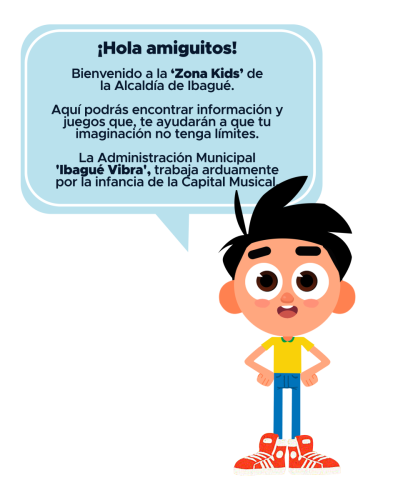 ¡Hola amiguitos!
Bienvenido a la ‘Zona Kids’ de
la Alcaldía de Ibagué.
Aquí podrás encontrar información y
juegos que, te ayudarán a que tu
imaginación no tenga límites.
La Administración Municipal
'Ibagué Vibra', trabaja arduamente
por la infancia de la Capital Musical